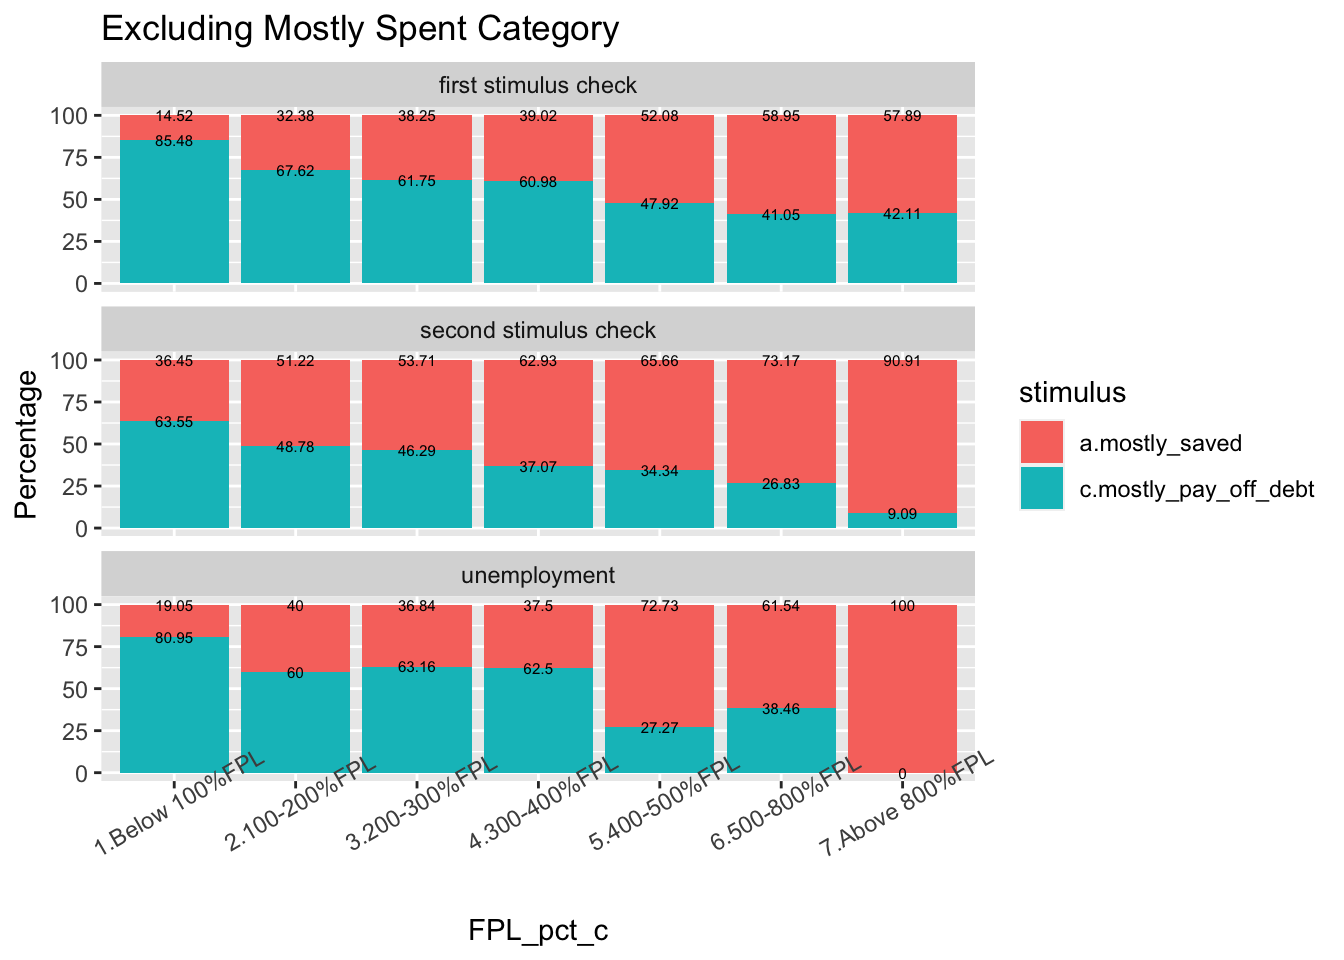 Excluding Mostly Spent Category
first stimulus check
100 75 50 25 0
14.52 32.38 38.25 39.02 52.08 58.95 57.89
85.48 67.62 61.75 60.98 47.92 41.05 42.11
second stimulus check
100 75 50 25 0
36.45 51.22 53.71 62.93 65.66 73.17 90.91
63.55 48.78 46.29 37.07 34.34 26.83 9.09
unemployment
100 75 50 25 0
19.05 40 36.84 37.5 72.73 61.54 100
80.95 60 63.16 62.5 27.27 38.46 0
1.Below 100%FPL 2.100-200%FPL 3.200-300%FPL 4.300-400%FPL 5.400-500%FPL 6.500-800%FPL 7.Above 800%FPL
FPL_pct_c
Percentage
stimulus
a.mostly_saved
c.mostly_pay_off_debt